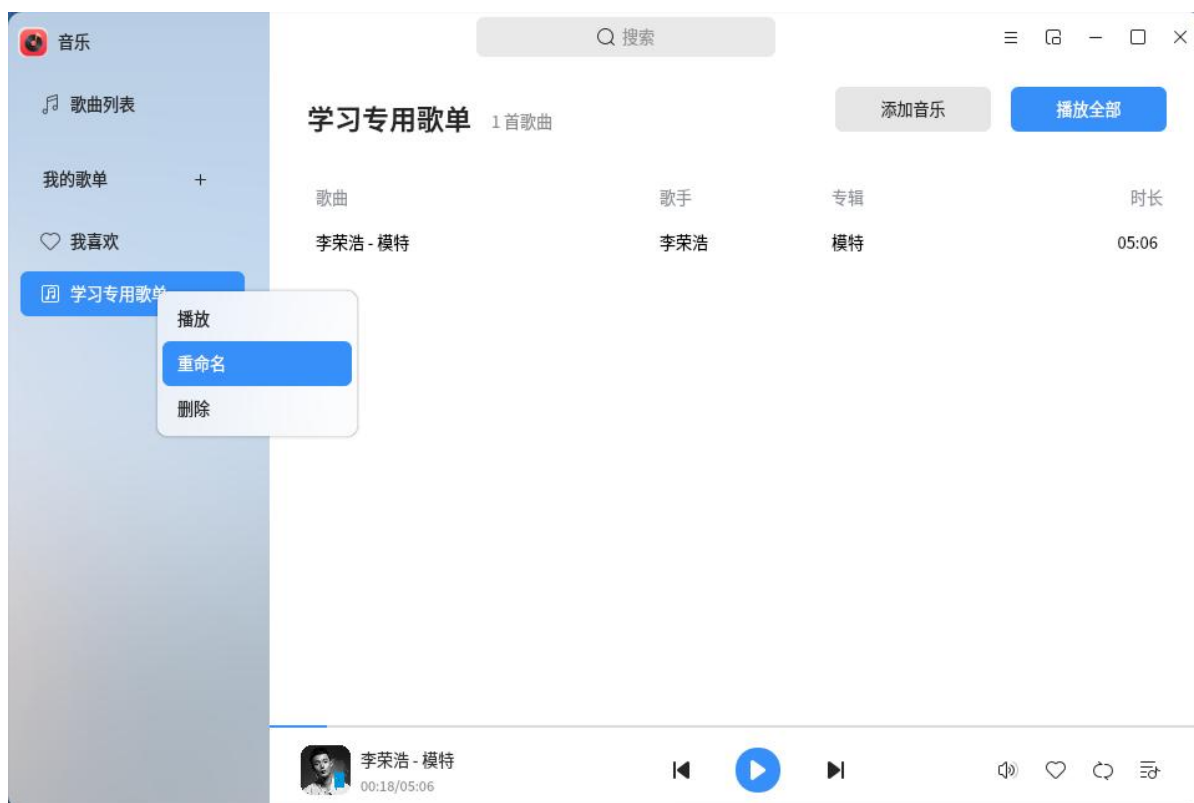 音乐
搜索
歌曲列表
学习专用歌单 1首歌曲
添加音乐
播放全部
我的歌单
歌曲 歌手 专辑 时长
我喜欢
李荣浩 - 模特 李荣浩 模特 05:06
学习专用歌单
播放
重命名
删除
李荣浩 - 模特
00:18/05:06